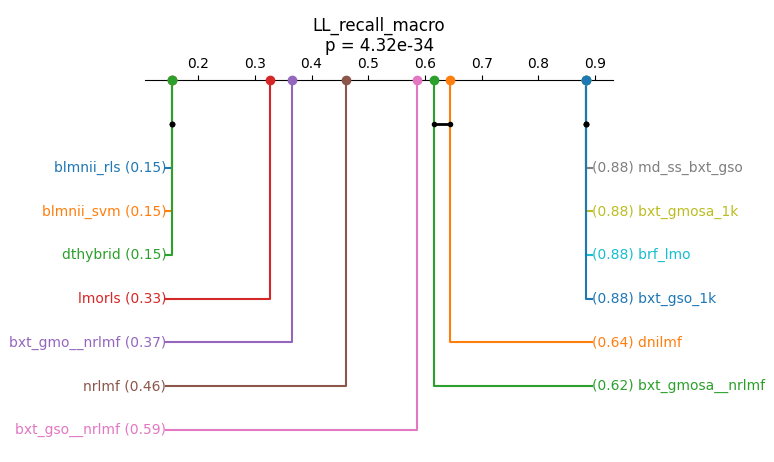 LL_recall_macro
p = 4.32e-34
0.2 0.3 0.4 0.5 0.6 0.7 0.8 0.9
blmnii_rls (0.15) (0.88) md_ss_bxt_gso
blmnii_svm (0.15) (0.88) bxt_gmosa_1k
dthybrid (0.15) (0.88) brf_lmo
lmorls (0.33) (0.88) bxt_gso_1k
bxt_gmo__nrlmf (0.37) (0.64) dnilmf
nrlmf (0.46) (0.62) bxt_gmosa__nrlmf
bxt_gso__nrlmf (0.59)